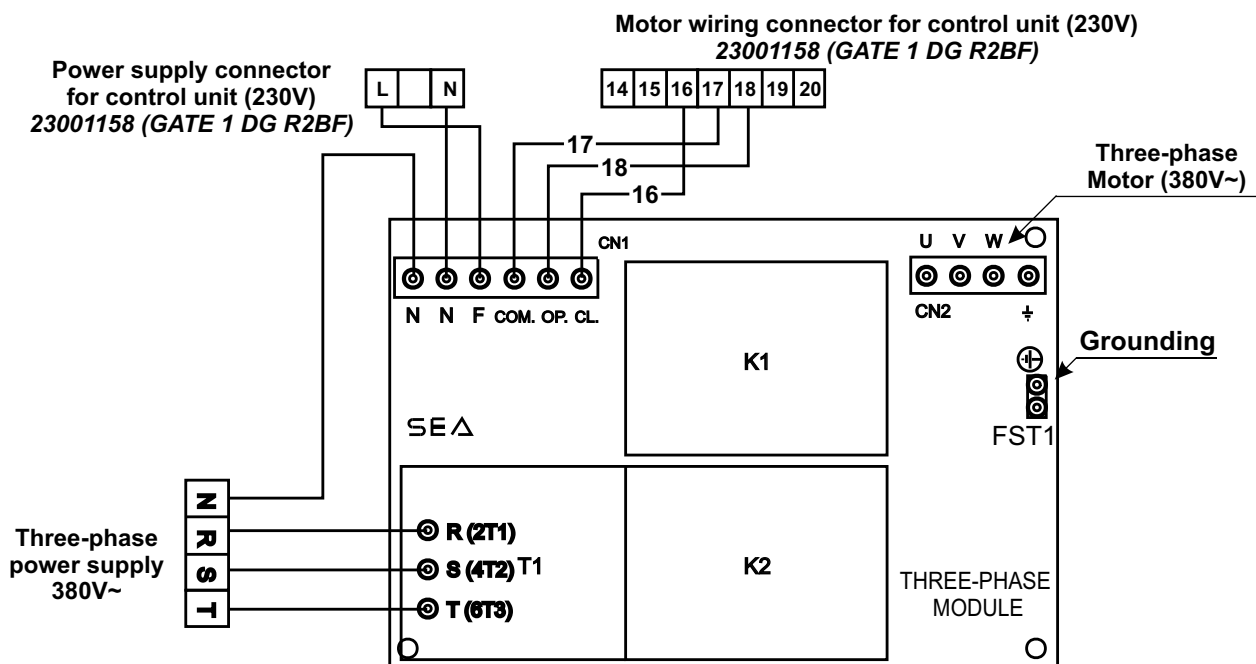 Motor wiring connector for control unit (230V)
23001158 (GATE 1 DG R2BF)
Power supply connector
for control unit (230V)
23001158 (GATE 1 DG R2BF)
L N
14 15 16 17 18 19 20
17
18
16
Three-phase
Motor (380V~)
CN1
U V W
N N F COM. OP. CL.
CN2
K1
Grounding
SEA
FST1
N
R
S
T
Three-phase
power supply
380V~
R (2T1)
S (4T2) T1
T (6T3)
K2
THREE-PHASE
MODULE